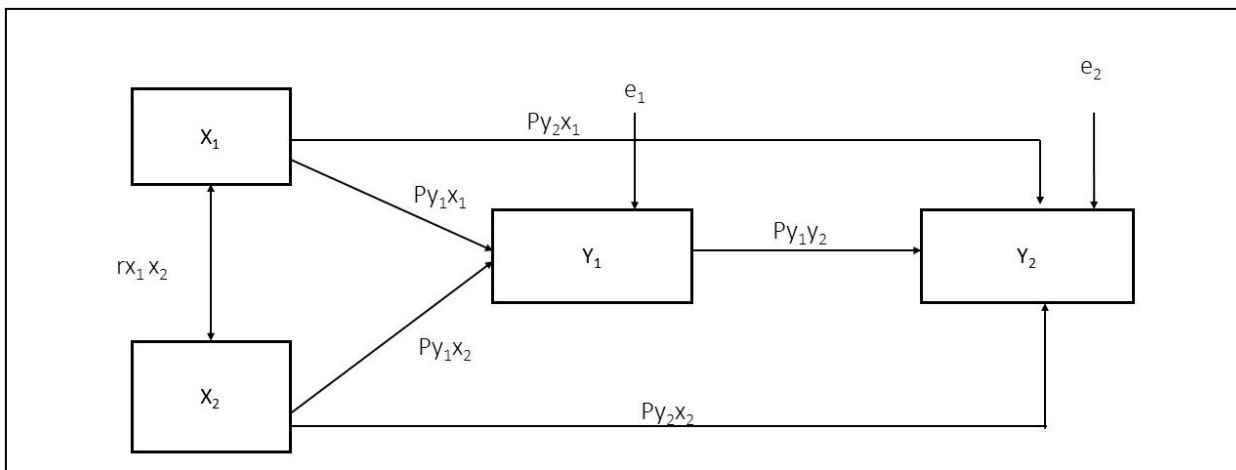 e₂
e₁
X₁
Py₂x₁
Py₁x₁
Y₁
Py₁y₂
Y₂
rx₁ x₂
Py₁x₂
X₂
Py₂x₂